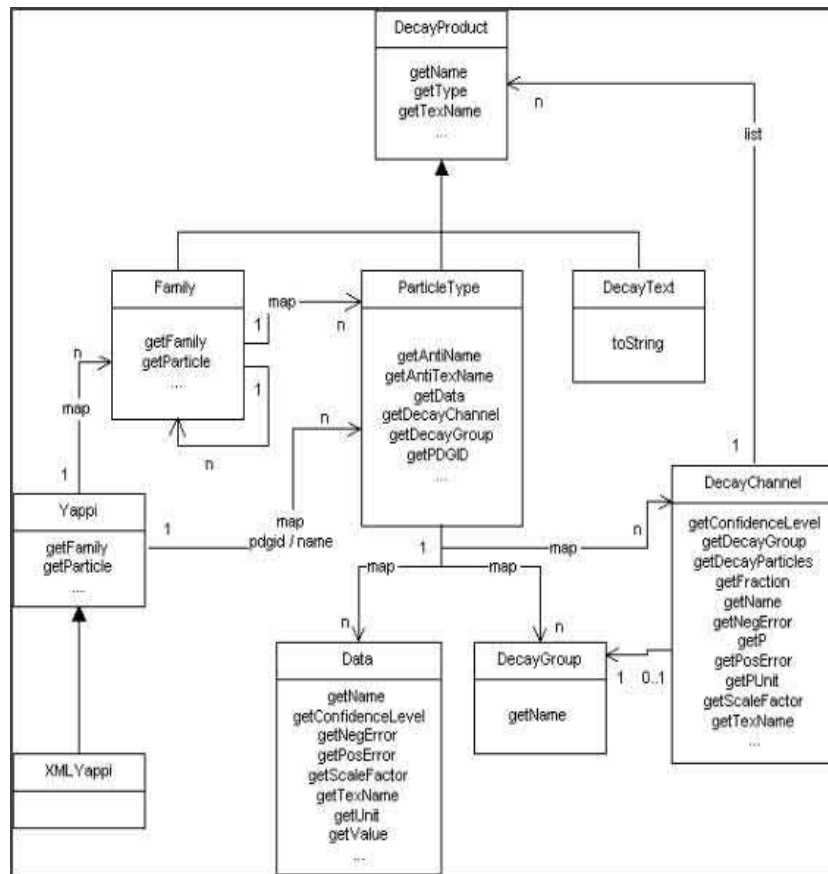 DecayProduct
getName
getType
getTexName
...
n
list
Family
getFamily
getParticle
...
1
map
n
ParticleType
getAntiName
getAntiTexName
getData
getDecayChannel
getDecayGroup
getPDGID
...
DecayText
toString
n
map
1
1
n
n
1
map
pdgid / name
Yappi
getFamily
getParticle
...
XMLYappi
1
map
map
map
n
n
n
1
DecayChannel
getConfidenceLevel
getDecayGroup
getDecayParticles
getFraction
getName
getNegError
getP
getPosError
getPUnit
getScaleFactor
getTexName
...
Data
getName
getConfidenceLevel
getNegError
getPosError
getScaleFactor
getTexName
getUnit
getValue
...
DecayGroup
getName
1 0..1